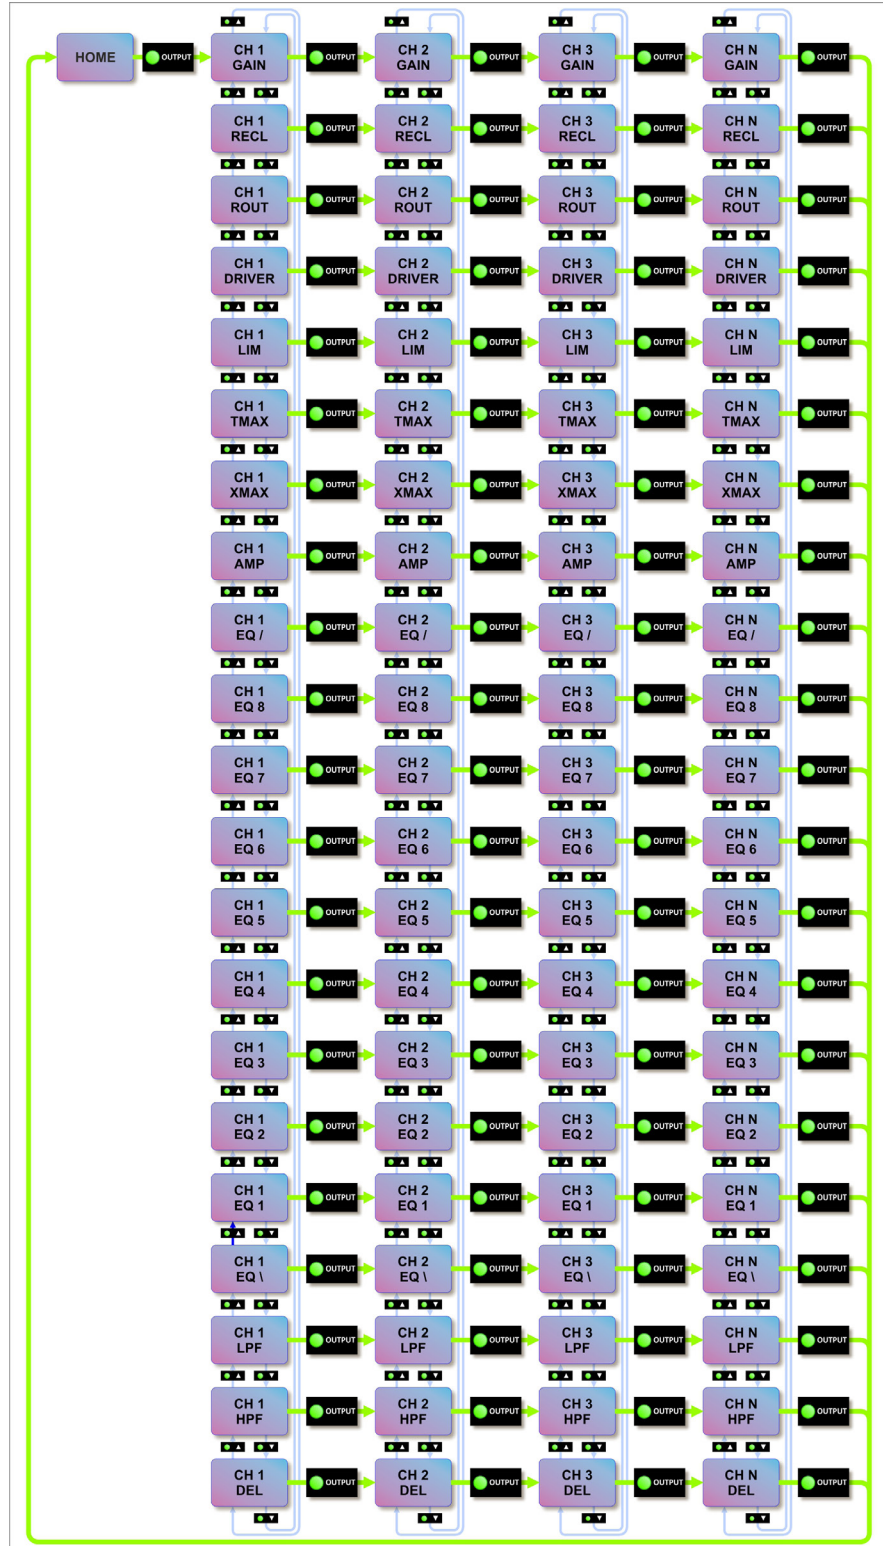 HOME OUTPUT CH 1 OUTPUT CH 2 OUTPUT CH 3 OUTPUT CH N OUTPUT
GAIN GAIN GAIN GAIN
CH 1 OUTPUT CH 2 OUTPUT CH 3 OUTPUT CH N OUTPUT
RECL RECL RECL RECL
CH 1 OUTPUT CH 2 OUTPUT CH 3 OUTPUT CH N OUTPUT
ROUT ROUT ROUT ROUT
CH 1 OUTPUT CH 2 OUTPUT CH 3 OUTPUT CH N OUTPUT
DRIVER DRIVER DRIVER DRIVER
CH 1 OUTPUT CH 2 OUTPUT CH 3 OUTPUT CH N OUTPUT
LIM LIM LIM LIM
CH 1 OUTPUT CH 2 OUTPUT CH 3 OUTPUT CH N OUTPUT
TMAX TMAX TMAX TMAX
CH 1 OUTPUT CH 2 OUTPUT CH 3 OUTPUT CH N OUTPUT
XMAX XMAX XMAX XMAX
CH 1 OUTPUT CH 2 OUTPUT CH 3 OUTPUT CH N OUTPUT
AMP AMP AMP AMP
CH 1 OUTPUT CH 2 OUTPUT CH 3 OUTPUT CH N OUTPUT
EQ / EQ / EQ / EQ /
CH 1 OUTPUT CH 2 OUTPUT CH 3 OUTPUT CH N OUTPUT
EQ 8 EQ 8 EQ 8 EQ 8
CH 1 OUTPUT CH 2 OUTPUT CH 3 OUTPUT CH N OUTPUT
EQ 7 EQ 7 EQ 7 EQ 7
CH 1 OUTPUT CH 2 OUTPUT CH 3 OUTPUT CH N OUTPUT
EQ 6 EQ 6 EQ 6 EQ 6
CH 1 OUTPUT CH 2 OUTPUT CH 3 OUTPUT CH N OUTPUT
EQ 5 EQ 5 EQ 5 EQ 5
CH 1 OUTPUT CH 2 OUTPUT CH 3 OUTPUT CH N OUTPUT
EQ 4 EQ 4 EQ 4 EQ 4
CH 1 OUTPUT CH 2 OUTPUT CH 3 OUTPUT CH N OUTPUT
EQ 3 EQ 3 EQ 3 EQ 3
CH 1 OUTPUT CH 2 OUTPUT CH 3 OUTPUT CH N OUTPUT
EQ 2 EQ 2 EQ 2 EQ 2
CH 1 OUTPUT CH 2 OUTPUT CH 3 OUTPUT CH N OUTPUT
EQ 1 EQ 1 EQ 1 EQ 1
CH 1 OUTPUT CH 2 OUTPUT CH 3 OUTPUT CH N OUTPUT
EQ \ EQ \ EQ \ EQ \
CH 1 OUTPUT CH 2 OUTPUT CH 3 OUTPUT CH N OUTPUT
LPF LPF LPF LPF
CH 1 OUTPUT CH 2 OUTPUT CH 3 OUTPUT CH N OUTPUT
HPF HPF HPF HPF
CH 1 OUTPUT CH 2 OUTPUT CH 3 OUTPUT CH N OUTPUT
DEL DEL DEL DEL